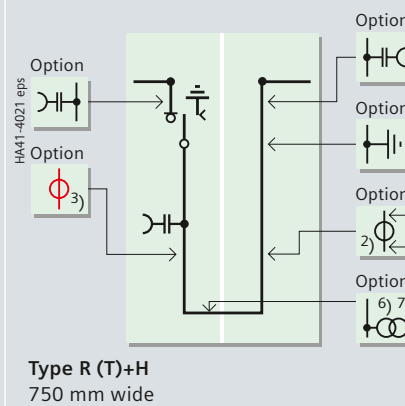 Option
Option
HA41-4021 eps
Option
3)
Option
Option
2)
Option
6) 7
Type R (T)+H
750 mm wide